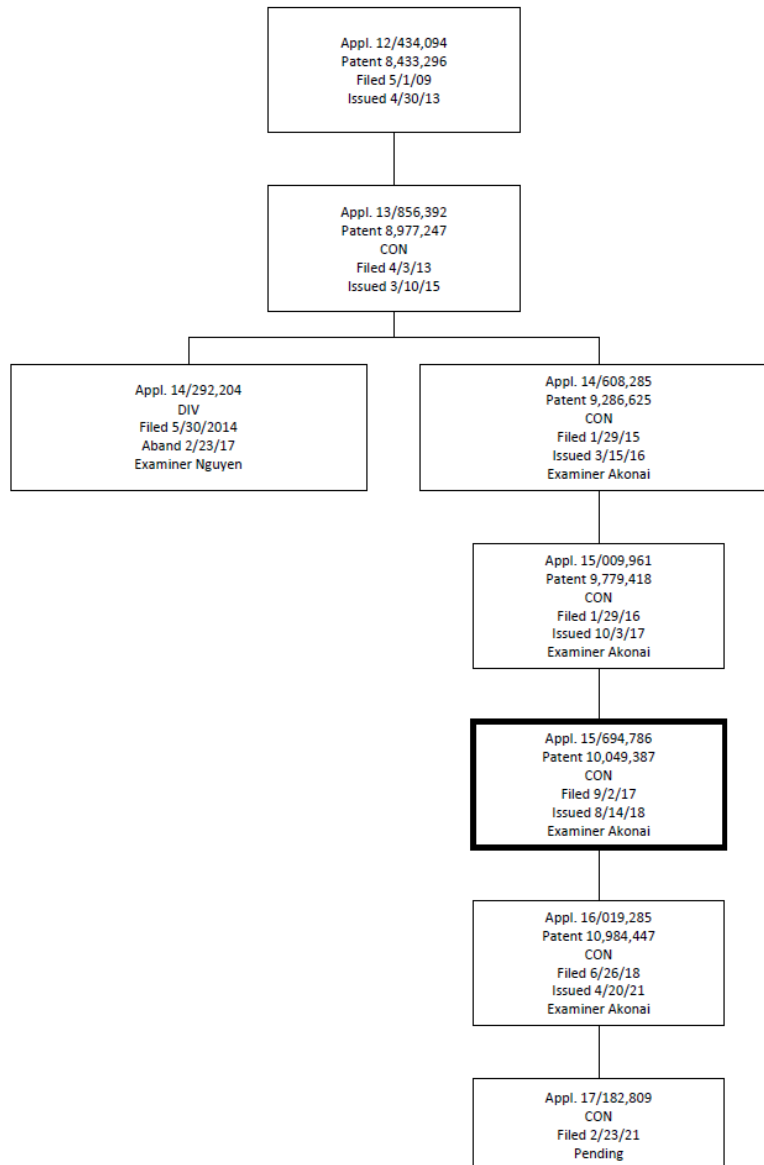 Appl. 12/434,094
Patent 8,433,296
Filed 5/1/09
Issued 4/30/13
Appl. 13/856,392
Patent 8,977,247
CON
Filed 4/3/13
Issued 3/10/15
Appl. 14/292,204
DIV
Filed 5/30/2014
Aband 2/23/17
Examiner Nguyen
Appl. 14/608,285
Patent 9,286,625
CON
Filed 1/29/15
Issued 3/15/16
Examiner Akonai
Appl. 15/009,961
Patent 9,779,418
CON
Filed 1/29/16
Issued 10/3/17
Examiner Akonai
Appl. 15/694,786
Patent 10,049,387
CON
Filed 9/2/17
Issued 8/14/18
Examiner Akonai
Appl. 16/019,285
Patent 10,984,447
CON
Filed 6/26/18
Issued 4/20/21
Examiner Akonai
Appl. 17/182,809
CON
Filed 2/23/21
Pending